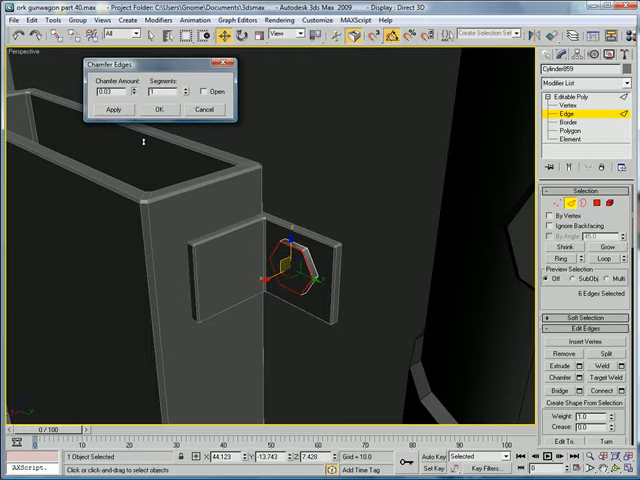 ork gunwagon part 40.max - Project Folder: C:\Users\Gnome\Documents\3dsmax - Autodesk 3ds Max 2009 - Display : Direct 3D
File Edit Tools Group Views Create Modifiers Animation Graph Editors Rendering Customize MAXScript Help
All
Create Selection Set
Perspective
Chamfer Edges
Chamfer Amount: Segments:
0.03 1 Open
Apply OK Cancel
Cylinder859
Modifier List
Editable Poly
Vertex
Edge
Border
Polygon
Element
Selection
By Vertex
Ignore Backfacing
By Angle: 45.0
Shrink Grow
Ring Loop
Preview Selection
Off SubObj Multi
6 Edges Selected
Soft Selection
Edit Edges
Insert Vertex
Remove Split
Extrude Weld
Chamfer Target Weld
Bridge Connect
Create Shape From Selection
Weight: 1.0
Crease: 0.0
Edit Tri. Turn
0 / 100
0 10 20 30 40 50 60 70 80 90 100
1 Object Selected X: 44.123 Y: -13.743 Z: 7.428 Grid = 10.0 Auto Key Selected
AXScript. Click or click-and-drag to select objects Add Time Tag Set Key Key Filters... 0